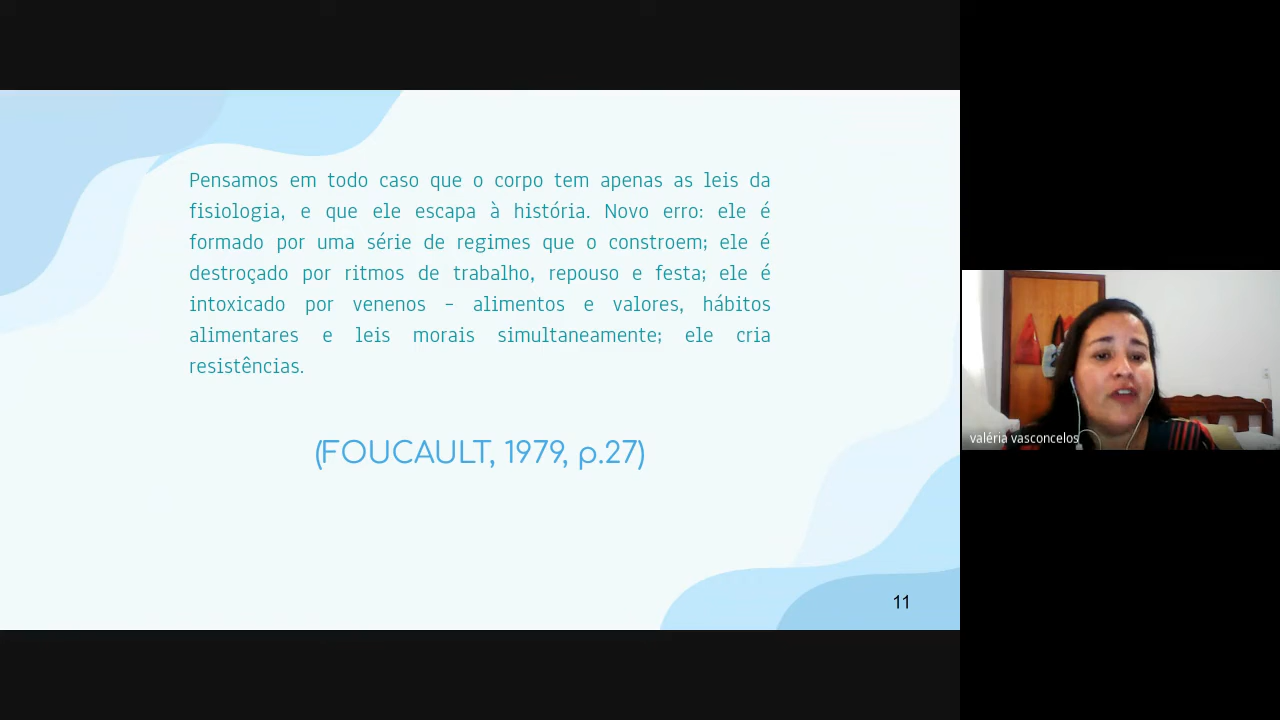 Pensamos em todo caso que o corpo tem apenas as leis da
fisiologia, e que ele escapa à história. Novo erro: ele é
formado por uma série de regimes que o constroem; ele é
destroçado por ritmos de trabalho, repouso e festa; ele é
intoxicado por venenos – alimentos e valores, hábitos
alimentares e leis morais simultaneamente; ele cria
resistências.
(FOUCAULT, 1979, p.27)
11
valéria vasconcelos